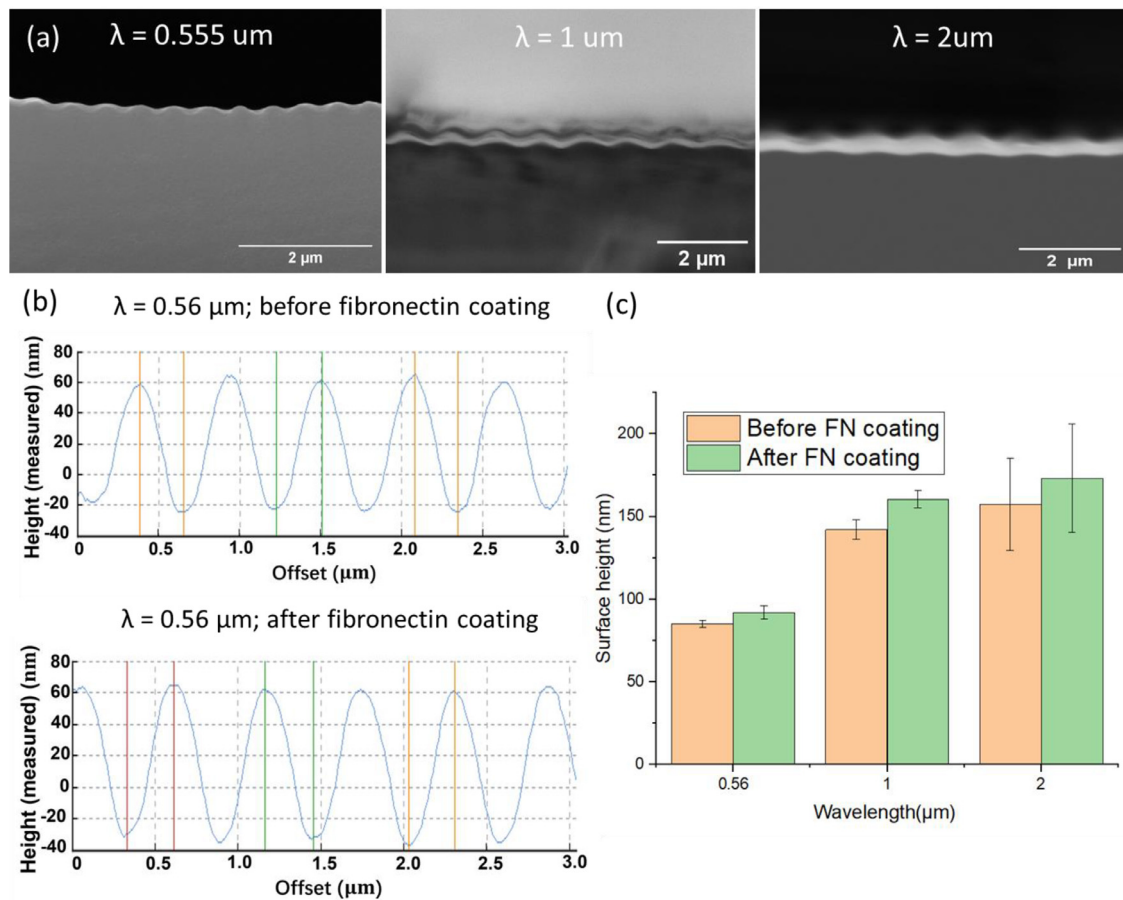 (a)
λ = 0.555 um
λ = 1 um
λ = 2um
2 μm
2 μm
2 μm
(b)
λ = 0.56 μm; before fibronectin coating
Height (measured) (nm)
80
60
40
20
0
-20
-40
0
0.5
1.0
1.5
2.0
2.5
3.0
Offset (μm)
λ = 0.56 μm; after fibronectin coating
Height (measured) (nm)
80
60
40
20
0
-20
-40
0.0
0.5
1.0
1.5
2.0
2.5
3.0
Offset (μm)
(c)
Before FN coating
After FN coating
Surface height (nm)
200
150
100
50
0
0.56
1
2
Wavelength(μm)